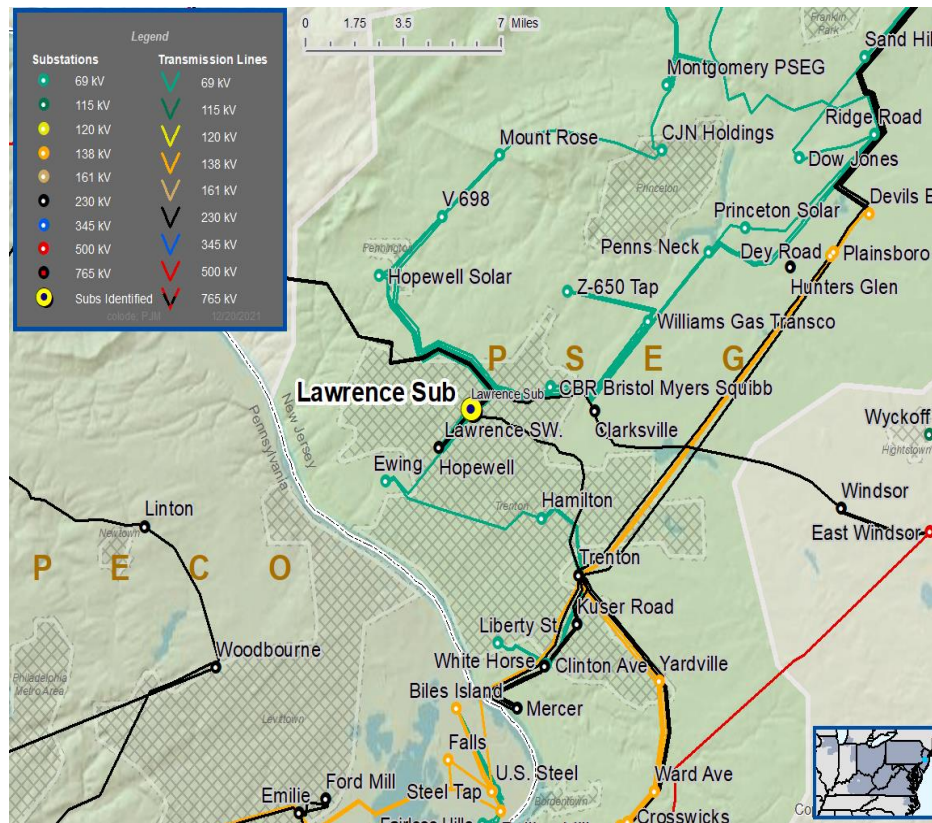 Legend
Substations
69 kV
115 kV
120 kV
138 kV
161 kV
230 kV
345 kV
500 kV
765 kV
Subs Identified
Transmission Lines
69 kV
115 kV
120 kV
138 kV
161 kV
230 kV
345 kV
500 kV
765 kV
12/20/2021
0 1.75 3.5 7 Miles
Franklin
Park
Sand Hil
Montgomery PSEG
Ridge Road
Mount Rose
CJN Holdings
Dow Jones
Princeton
V 698
Princeton Solar
Devils E
Pennington
Penns Neck
Dey Road
Plainsboro
Hopewell Solar
Z-650 Tap
Hunters Glen
Williams Gas Transco
P S E G
Lawrence Sub
Lawrence Sub
CBR Bristol Myers Squibb
New Jersey
Pennsylvania
Lawrence SW.
Clarksville
Wyckoff
Hightstown
Ewing
Hopewell
Linton
Newtown
Trenton
Hamilton
Windsor
East Windsor
P E C O
Trenton
Kuser Road
Liberty St
Woodbourne
White Horse
Clinton Ave
Yardville
Philadelphia
Metro Area
Levittown
Biles Island
Mercer
Falls
U.S. Steel
Ford Mill
Steel Tap
Ward Ave
Emilie
Bordentown
Crosswicks
Fairless Hills
Co